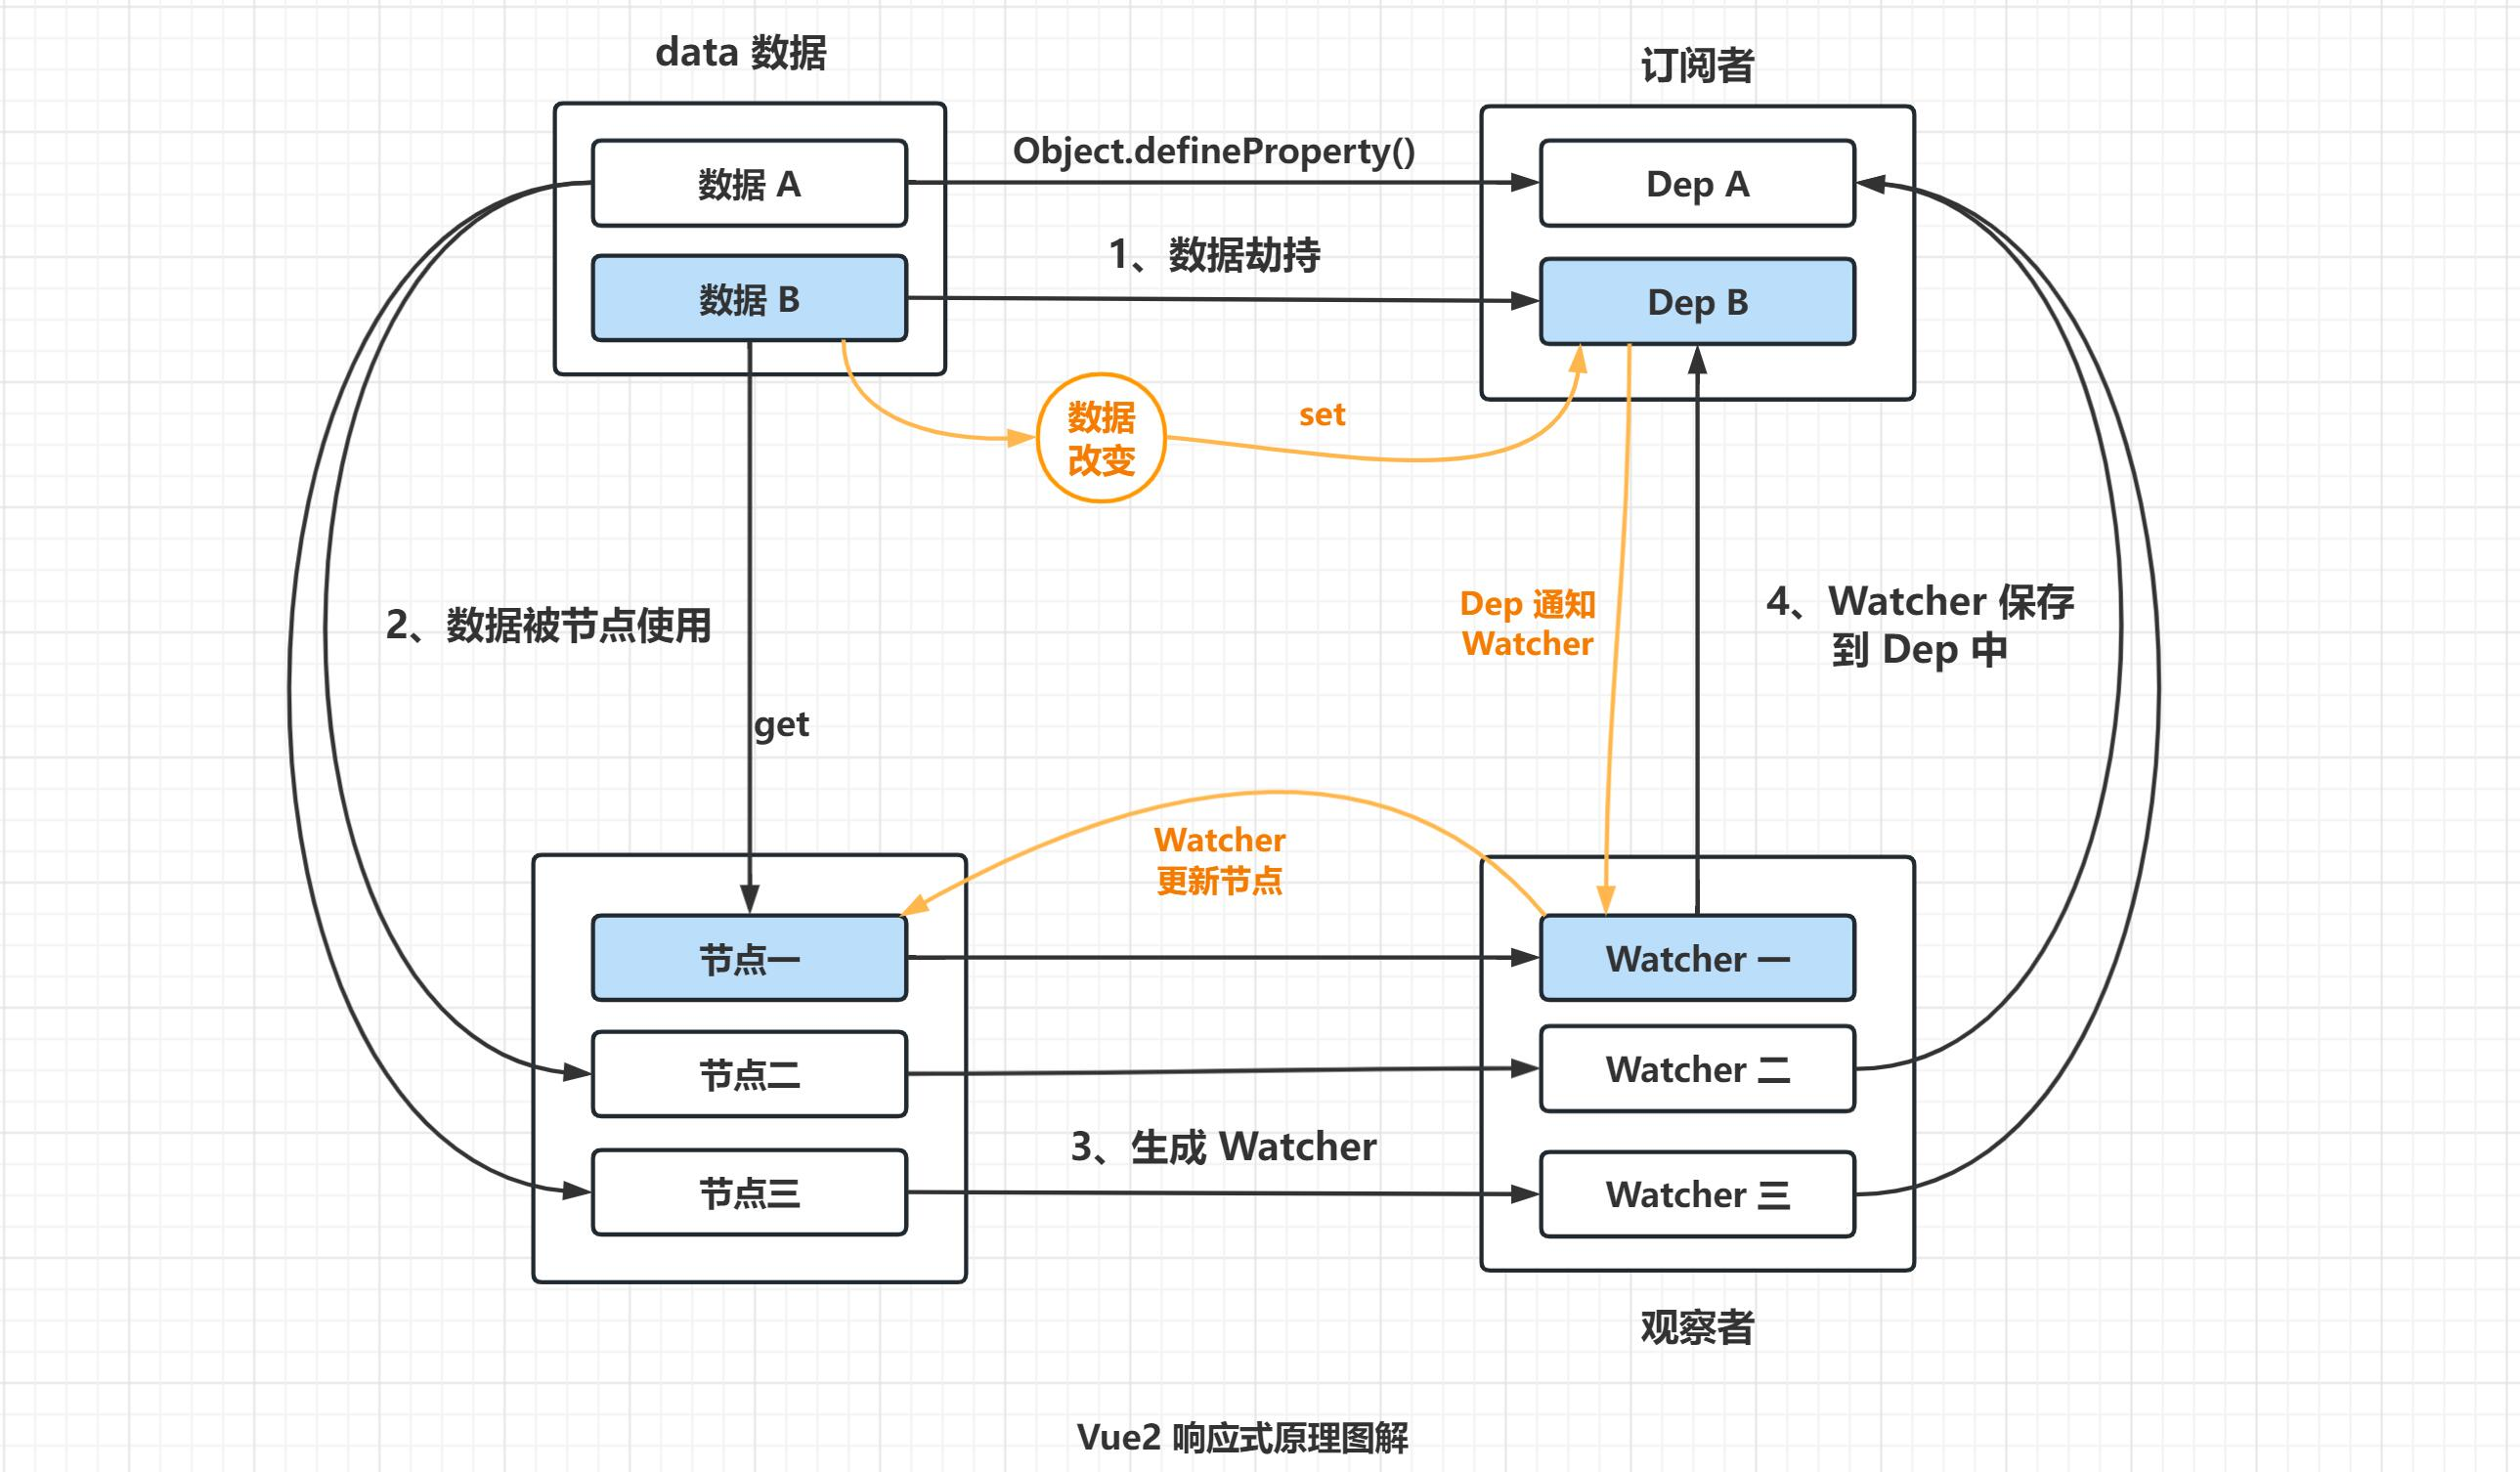 data 数据
订阅者
Object.defineProperty()
数据 A
Dep A
1、数据劫持
数据 B
Dep B
数据
改变
set
2、数据被节点使用
Dep 通知
Watcher
4、Watcher 保存
到 Dep 中
get
Watcher
更新节点
节点一
Watcher 一
节点二
Watcher 二
3、生成 Watcher
节点三
Watcher 三
观察者
Vue2 响应式原理图解